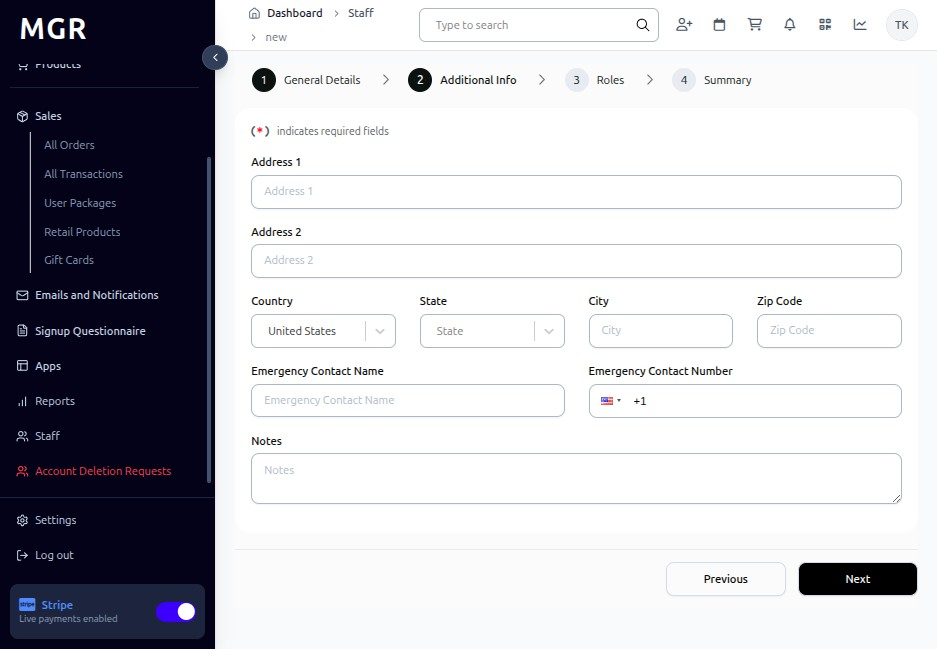 MGR
Products
Sales
All Orders
All Transactions
User Packages
Retail Products
Gift Cards
Emails and Notifications
Signup Questionnaire
Apps
Reports
Staff
Account Deletion Requests
Settings
Log out
Stripe
Live payments enabled
Dashboard > Staff
> new
Type to search
TK
1 General Details > 2 Additional Info > 3 Roles > 4 Summary
(*) indicates required fields
Address 1
Address 1
Address 2
Address 2
Country State City Zip Code
United States State City Zip Code
Emergency Contact Name Emergency Contact Number
Emergency Contact Name +1
Notes
Notes
Previous Next